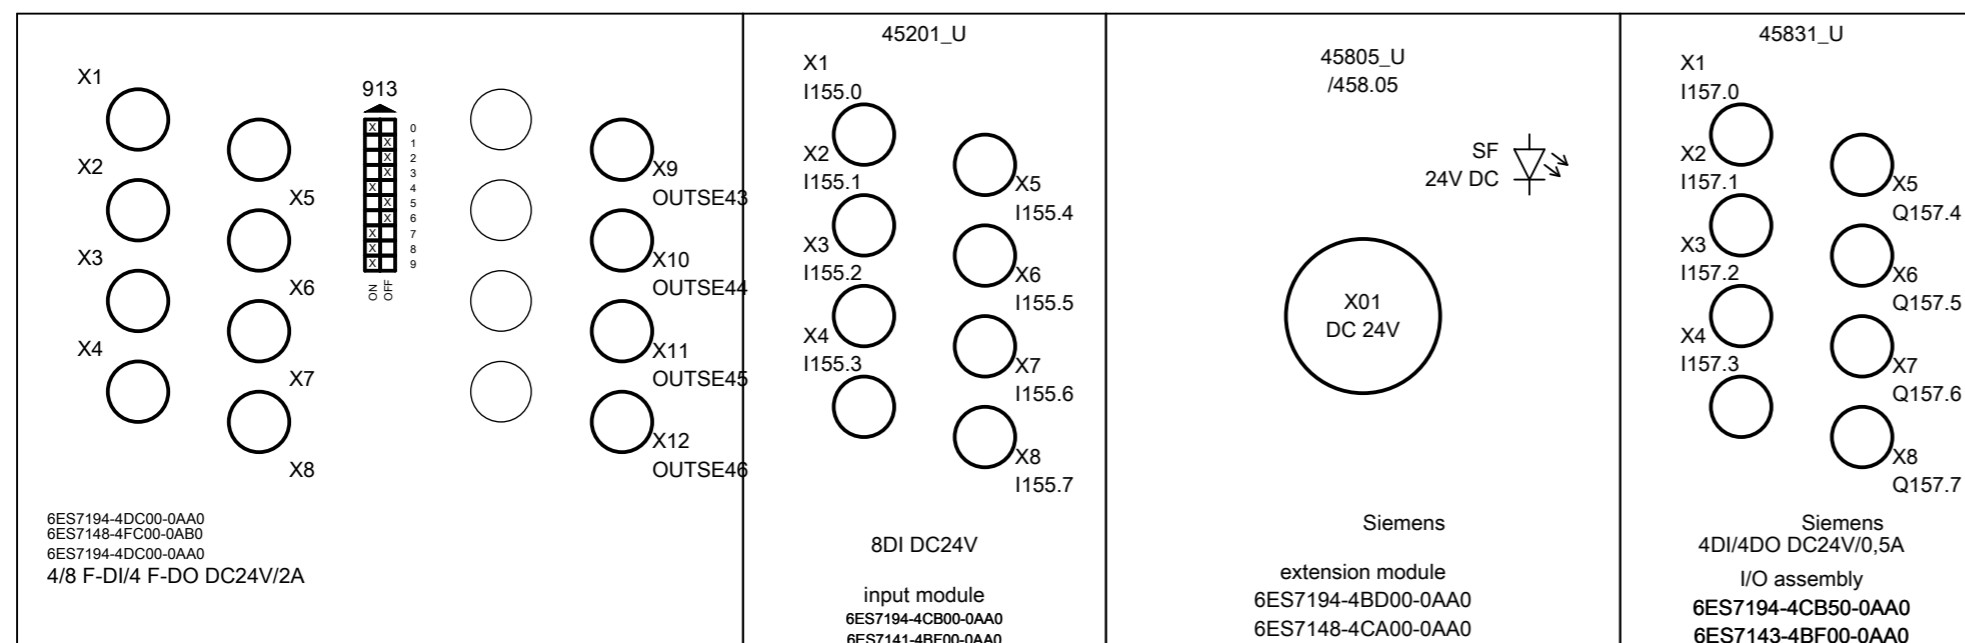 X1
X2
X3
X4
X5
X6
X7
X8
913
X 0
X 1
X 2
X 3
X 4
X 5
X 6
X 7
X 8
X 9
ON
OFF
X9
OUTSE43
X10
OUTSE44
X11
OUTSE45
X12
OUTSE46
6ES7194-4DC00-0AA0
6ES7148-4FC00-0AB0
6ES7194-4DC00-0AA0
4/8 F-DI/4 F-DO DC24V/2A
45201_U
X1
I155.0
X2
I155.1
X3
I155.2
X4
I155.3
X5
I155.4
X6
I155.5
X7
I155.6
X8
I155.7
8DI DC24V
input module
6ES7194-4CB00-0AA0
6ES7141-4BF00-0AA0
45805_U
/458.05
SF
24V DC
X01
DC 24V
Siemens
extension module
6ES7194-4BD00-0AA0
6ES7148-4CA00-0AA0
45831_U
X1
I157.0
X2
I157.1
X3
I157.2
X4
I157.3
X5
Q157.4
X6
Q157.5
X7
Q157.6
X8
Q157.7
Siemens
4DI/4DO DC24V/0,5A
I/O assembly
6ES7194-4CB50-0AA0
6ES7143-4BF00-0AA0